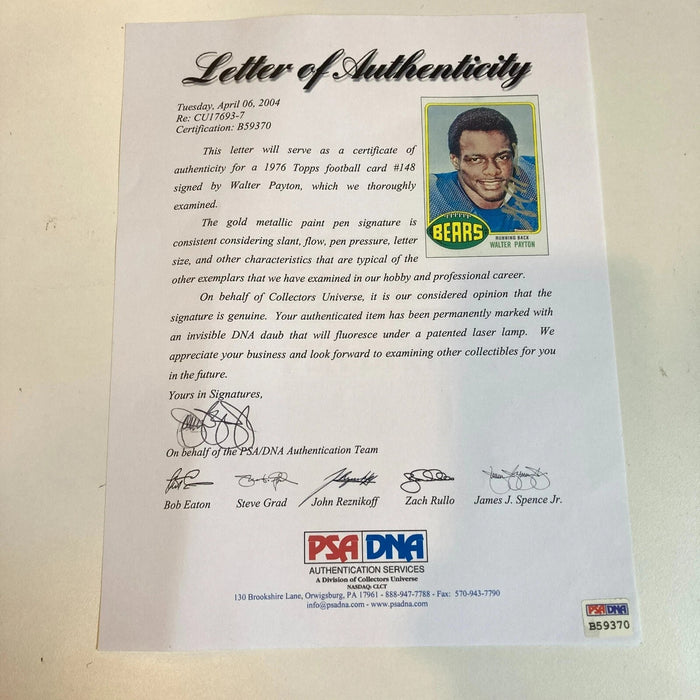 Letter of Authenticity
Tuesday, April 06, 2004
Re: CU17693-7
Certification: B59370
This letter will serve as a certificate of
authenticity for a 1976 Topps football card #148
signed by Walter Payton, which we thoroughly
examined.
The gold metallic paint pen signature is
consistent considering slant, flow, pen pressure, letter
size, and other characteristics that are typical of the
other exemplars that we have examined in our hobby and professional career.
BEARS
RUNNING BACK
WALTER PAYTON
On behalf of Collectors Universe, it is our considered opinion that the
signature is genuine. Your authenticated item has been permanently marked with
an invisible DNA daub that will fluoresce under a patented laser lamp. We
appreciate your business and look forward to examining other collectibles for you
in the future.
Yours in Signatures,
On behalf of the PSA/DNA Authentication Team
Bob Eaton Steve Grad John Reznikoff Zach Rullo James J. Spence Jr.
PSA DNA
AUTHENTICATION SERVICES
A Division of Collectors Universe
NASDAQ: CLCT
130 Brookshire Lane, Orwigsburg, PA 17961 - 888-947-7788 - Fax: 570-943-7790
info@psadna.com - www.psadna.com
PSA DNA
B59370